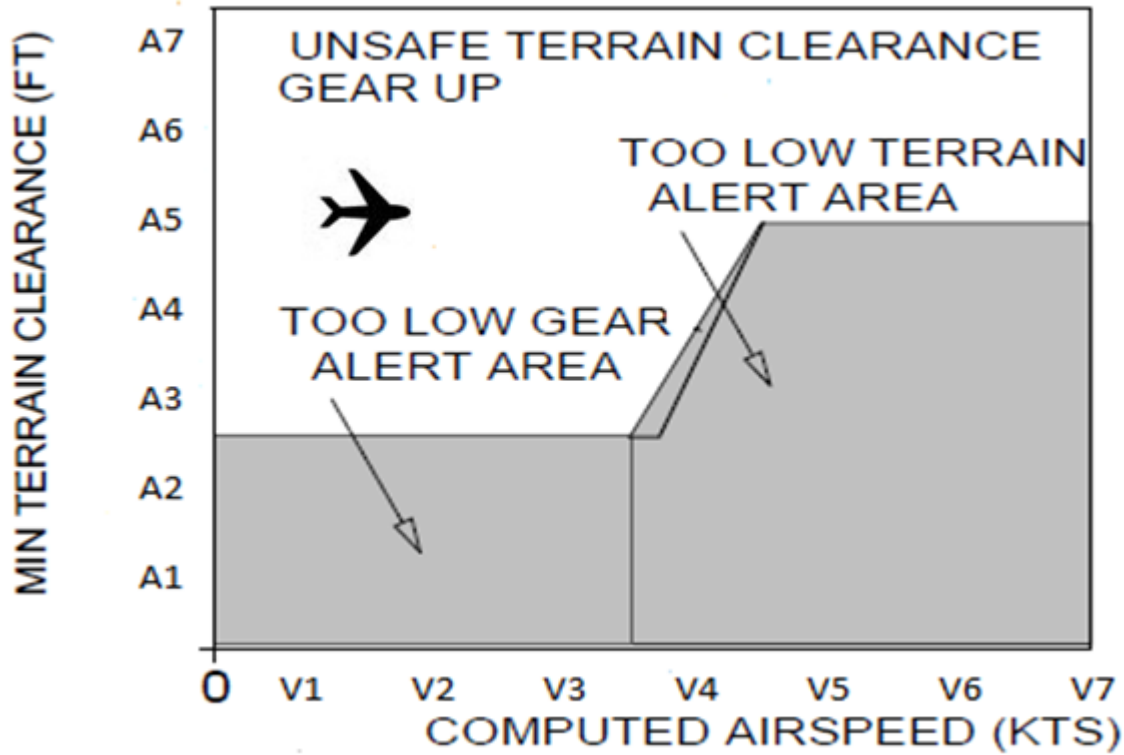 UNSAFE TERRAIN CLEARANCE
GEAR UP
TOO LOW TERRAIN
ALERT AREA
TOO LOW GEAR
ALERT AREA
MIN TERRAIN CLEARANCE (FT)
A7
A6
A5
A4
A3
A2
A1
0 V1 V2 V3 V4 V5 V6 V7
COMPUTED AIRSPEED (KTS)